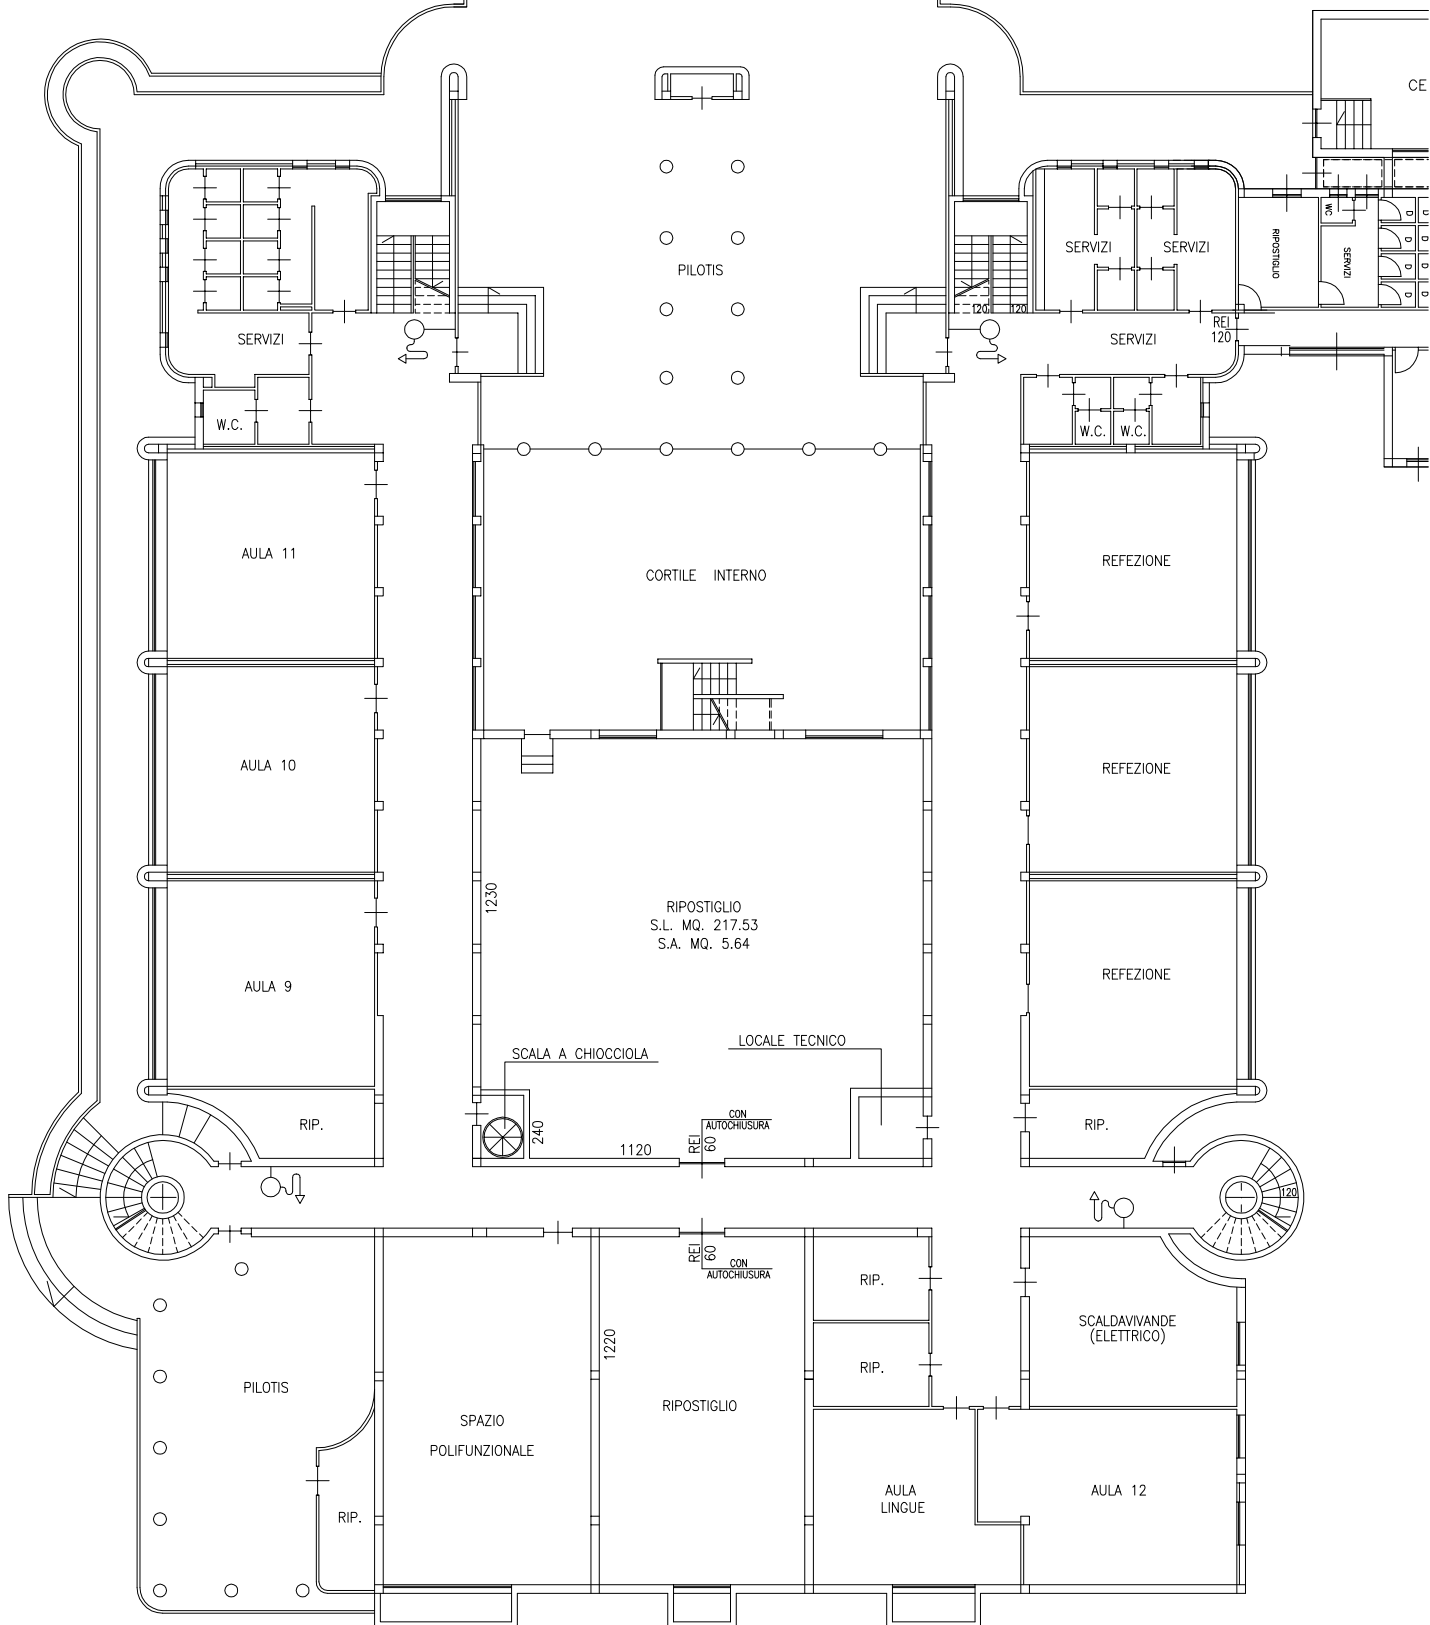 CE
WC
D
D
SERVIZI
SERVIZI
RIPOSTIGLIO
SERVIZI
D
D
D
D
D
D
PILOTIS
120
120
REI
120
SERVIZI
SERVIZI
W.C.
W.C.
W.C.
AULA 11
REFEZIONE
CORTILE INTERNO
AULA 10
REFEZIONE
1230
RIPOSTIGLIO
S.L. MQ. 217.53
S.A. MQ. 5.64
REFEZIONE
AULA 9
LOCALE TECNICO
SCALA A CHIOCCIOLA
RIP.
240
CON
AUTOCHIUSURA
REI
60
1120
RIP.
120
REI
60
CON
AUTOCHIUSURA
RIP.
SCALDAVIVANDE
(ELETTRICO)
1220
RIP.
PILOTIS
RIPOSTIGLIO
SPAZIO
POLIFUNZIONALE
AULA
LINGUE
AULA 12
RIP.